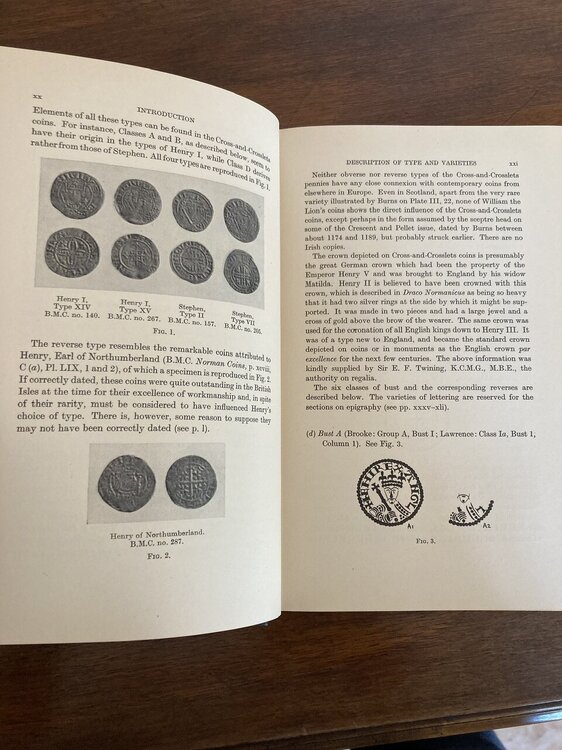 xx
INTRODUCTION
Elements of all these types can be found in the Cross-and-Crosslets
coins. For instance, Classes A and B, as described below, seem to
have their origin in the types of Henry I, while Class D derives
rather from those of Stephen. All four types are reproduced in Fig. 1.
Henry I,
Type XIV
B.M.C. no. 140.
Henry I,
Type XV
B.M.C. no. 267.
Stephen,
Type II
B.M.C. no. 157.
Stephen,
Type VII
B.M.C. no.
FIG. 1.
The reverse type resembles the remarkable coins attributed to
Henry, Earl of Northumberland (B.M.C. Norman Coins, p. xviii,
C (a), Pl. LIX, 1 and 2), of which a specimen is reproduced in Fig. 2.
If correctly dated, these coins were quite outstanding in the British
Isles at the time for their excellence of workmanship and, in spite
of their rarity, must be considered to have influenced Henry's
choice of type. There is, however, some reason to suppose they
may not have been correctly dated (see p. l).
Henry of Northumberland.
B.M.C. no. 287.
FIG. 2.
DESCRIPTION OF TYPE AND VARIETIES xxi
Neither obverse nor reverse types of the Cross-and-Crosslets
pennies have any close connexion with contemporary coins from
elsewhere in Europe. Even in Scotland, apart from the very rare
variety illustrated by Burns on Plate III, 22, none of William the
Lion's coins shows the direct influence of the Cross-and-Crosslets
coins, except perhaps in the form assumed by the sceptre head on
some of the Crescent and Pellet issue, dated by Burns between
about 1174 and 1189, but probably struck earlier. There are no
Irish copies.
The crown depicted on Cross-and-Crosslets coins is presumably
the great German crown which had been the property of the
Emperor Henry V and was brought to England by his widow
Matilda. Henry II is believed to have been crowned with this
crown, which is described in Draco Normanicus as being so heavy
that it had two silver rings at the side by which it might be sup-
ported. It was made in two pieces and had a large jewel and a
cross of gold above the brow of the wearer. The same crown was
used for the coronation of all English kings down to Henry III. It
was of a type new to England, and became the standard crown
depicted on coins or in monuments as the English crown par
excellence for the next few centuries. The above information was
kindly supplied by Sir E. F. Twining, K.C.M.G., M.B.E., the
authority on regalia.
The six classes of bust and the corresponding reverses are
described below. The varieties of lettering are reserved for the
sections on epigraphy (see pp. xxxv–xli).
(d) Bust A (Brooke: Group A, Bust I; Lawrence: Class Ia, Bust 1,
Column 1). See Fig. 3.
A1
A2
FIG. 3.